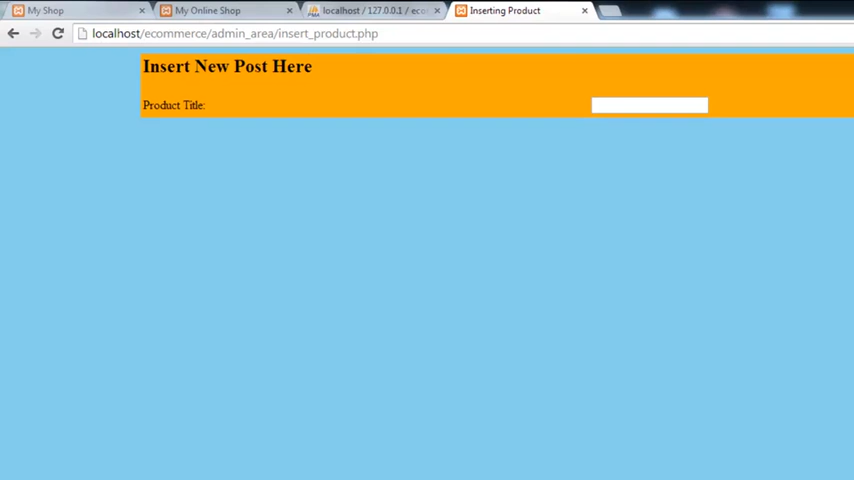 My Shop
My Online Shop
localhost / 127.0.0.1 / eco
Inserting Product
localhost/ecommerce/admin_area/insert_product.php
Insert New Post Here
Product Title: